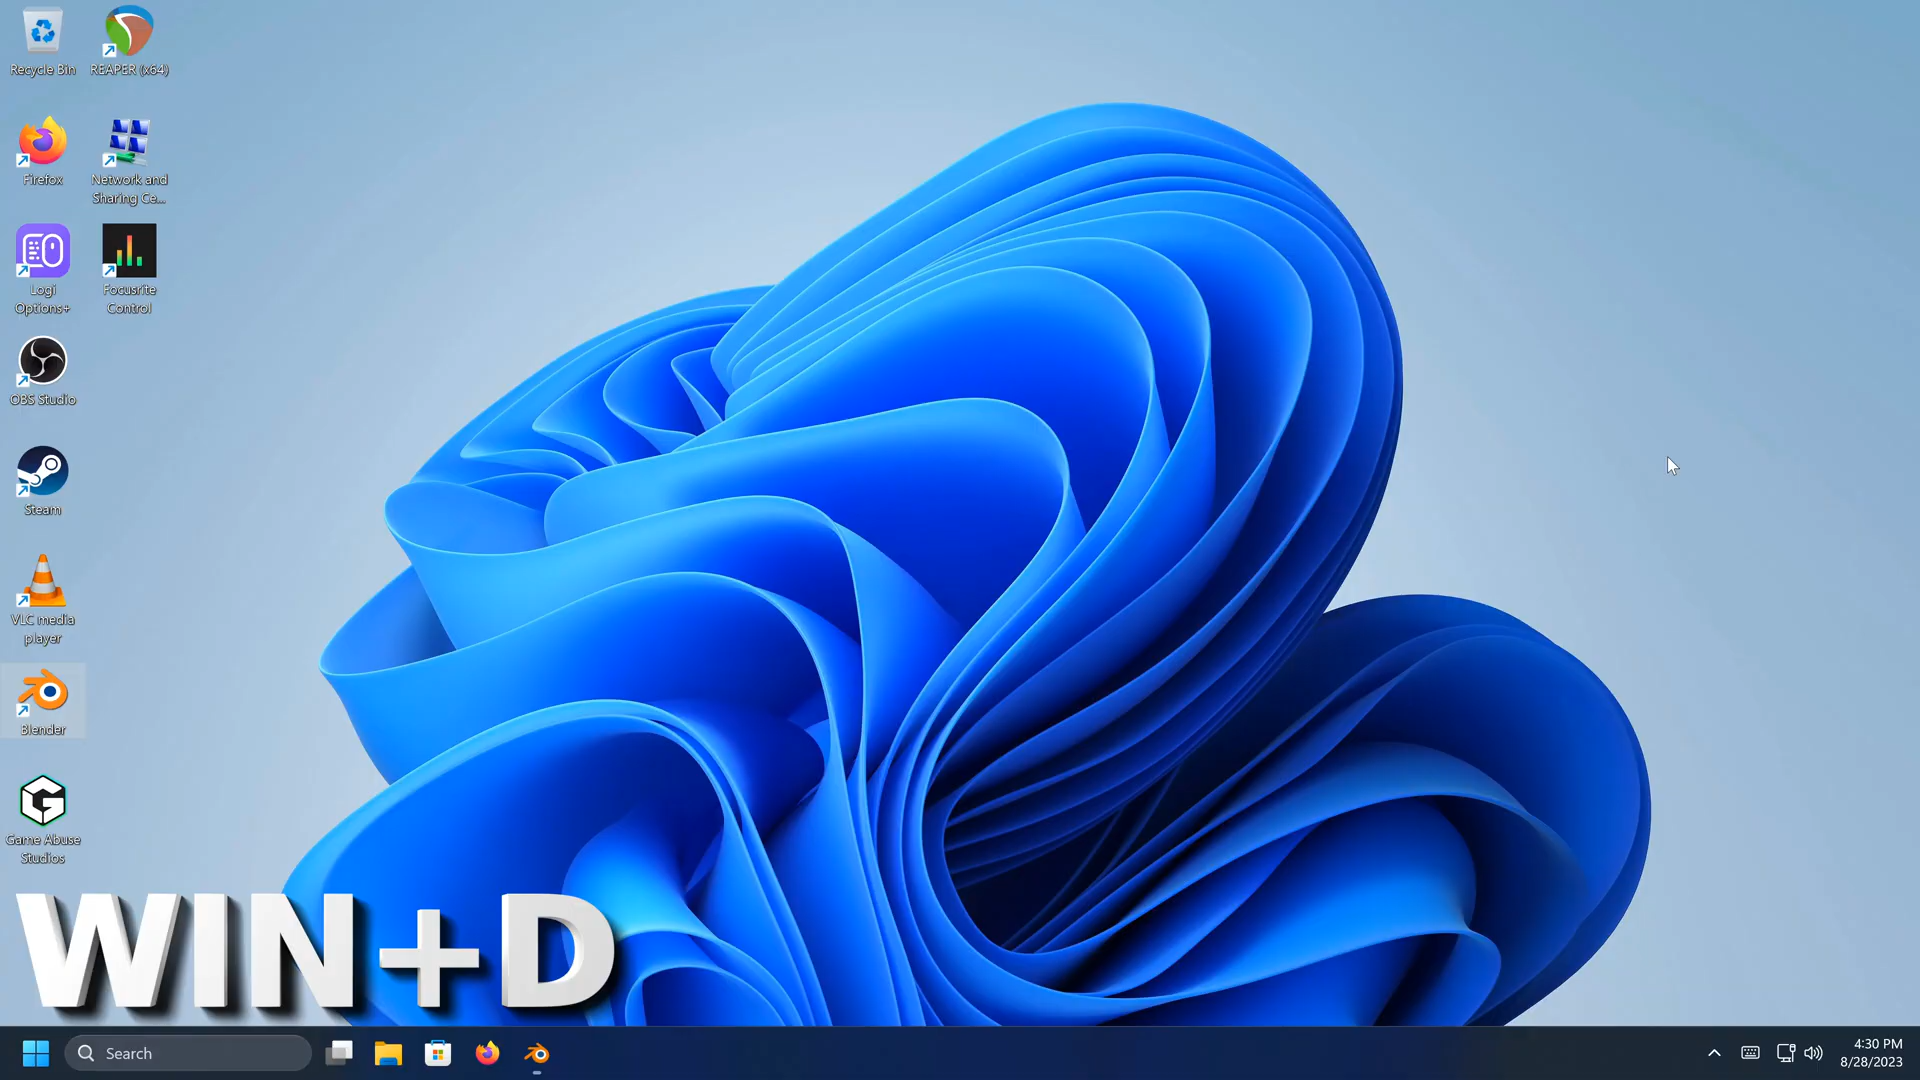 Recycle Bin
REAPER (x64)
Firefox
Network and
Sharing Ce...
Logi
Options+
Focusrite
Control
OBS Studio
Steam
VLC media
player
Blender
Game Abuse
Studios
WIN+D
Search
4:30 PM
8/28/2023